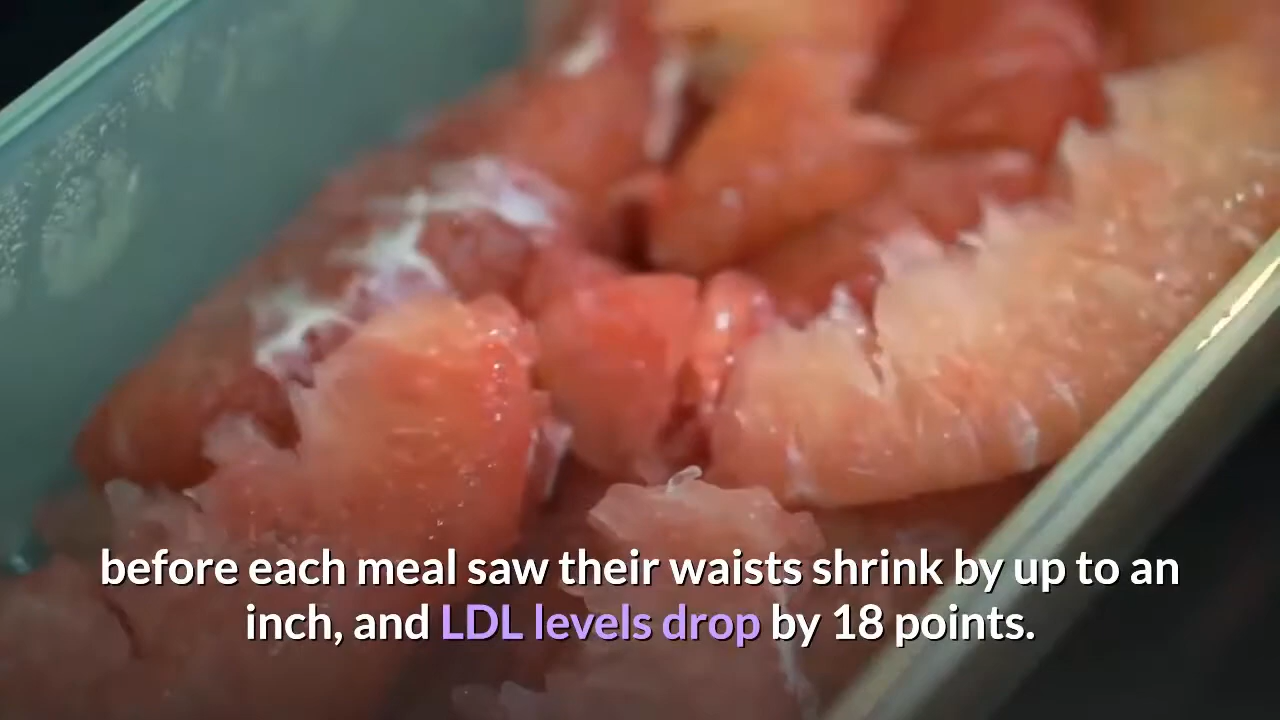 before each meal saw their waists shrink by up to an
inch, and LDL levels drop by 18 points.